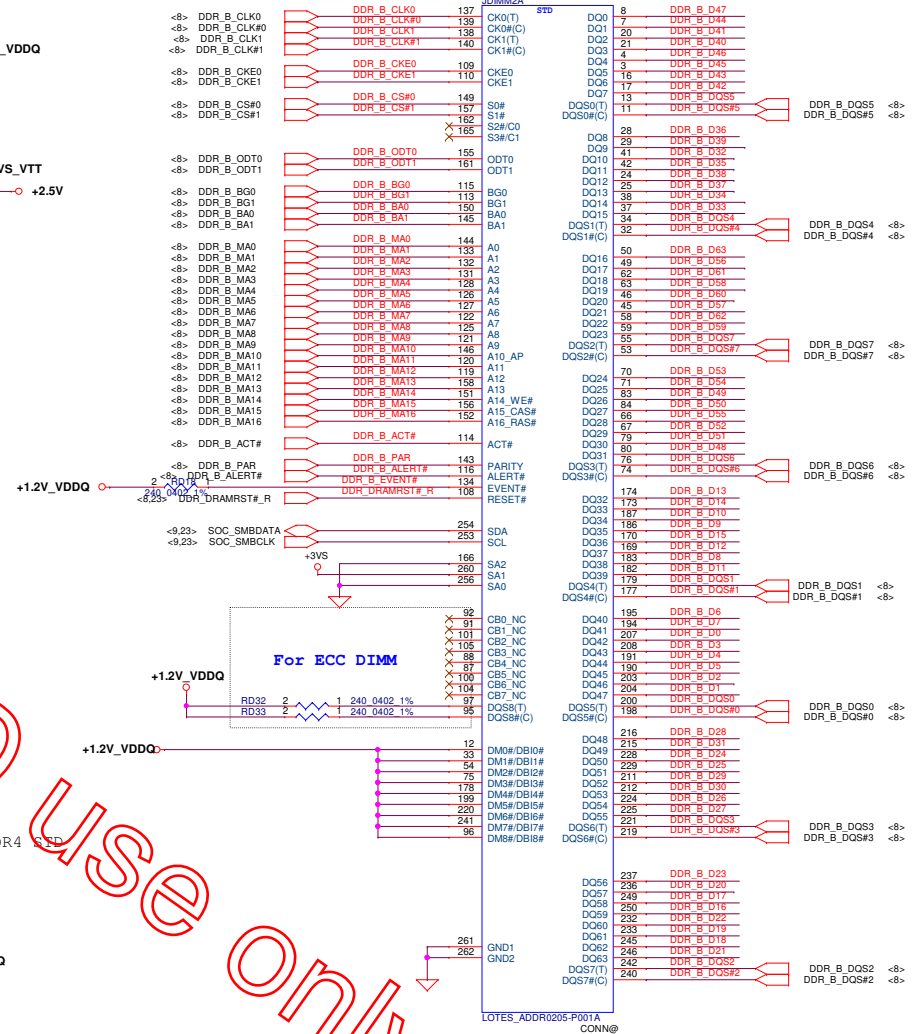 JDIMM2A
STD
_VDDQ
VS_VTT
+2.5V
<8> DDR_B_CLK0 DDR_B_CLK0 137 CK0(T)
<8> DDR_B_CLK#0 DDR_B_CLK#0 139 CK0#(C)
<8> DDR_B_CLK1 DDR_B_CLK1 138 CK1(T)
<8> DDR_B_CLK#1 DDR_B_CLK#1 140 CK1#(C)
<8> DDR_B_CKE0 DDR_B_CKE0 109 CKE0
<8> DDR_B_CKE1 DDR_B_CKE1 110 CKE1
<8> DDR_B_CS#0 DDR_B_CS#0 149 S0#
<8> DDR_B_CS#1 DDR_B_CS#1 157 S1#
162 S2#/C0
165 S3#/C1
<8> DDR_B_ODT0 DDR_B_ODT0 155 ODT0
<8> DDR_B_ODT1 DDR_B_ODT1 161 ODT1
<8> DDR_B_BG0 DDR_B_BG0 115 BG0
<8> DDR_B_BG1 DDR_B_BG1 113 BG1
<8> DDR_B_BA0 DDR_B_BA0 150 BA0
<8> DDR_B_BA1 DDR_B_BA1 145 BA1
<8> DDR_B_MA0 DDR_B_MA0 144 A0
<8> DDR_B_MA1 DDR_B_MA1 133 A1
<8> DDR_B_MA2 DDR_B_MA2 132 A2
<8> DDR_B_MA3 DDR_B_MA3 131 A3
<8> DDR_B_MA4 DDR_B_MA4 128 A4
<8> DDR_B_MA5 DDR_B_MA5 126 A5
<8> DDR_B_MA6 DDR_B_MA6 127 A6
<8> DDR_B_MA7 DDR_B_MA7 122 A7
<8> DDR_B_MA8 DDR_B_MA8 125 A8
<8> DDR_B_MA9 DDR_B_MA9 121 A9
<8> DDR_B_MA10 DDR_B_MA10 146 A10_AP
<8> DDR_B_MA11 DDR_B_MA11 120 A11
<8> DDR_B_MA12 DDR_B_MA12 119 A12
<8> DDR_B_MA13 DDR_B_MA13 158 A13
<8> DDR_B_MA14 DDR_B_MA14 151 A14_WE#
<8> DDR_B_MA15 DDR_B_MA15 156 A15_CAS#
<8> DDR_B_MA16 DDR_B_MA16 152 A16_RAS#
<8> DDR_B_ACT# DDR_B_ACT# 114 ACT#
<8> DDR_B_PAR DDR_B_PAR 143 PARITY
<8> DDR_B_ALERT# DDR_B_ALERT# 116 ALERT#
+1.2V_VDDQ 2 RD18 1 DDR_B_EVENT# 134 EVENT#
240_0402_1%
<8,23> DDR_DRAMRST#_R DDR_DRAMRST#_R 108 RESET#
<9,23> SOC_SMBDATA 254 SDA
<9,23> SOC_SMBCLK 253 SCL
+3VS
166 SA2
260 SA1
256 SA0
92 CB0_NC
91 CB1_NC
101 CB2_NC
105 CB3_NC
88 CB4_NC
87 CB5_NC
100 CB6_NC
104 CB7_NC
For ECC DIMM
+1.2V_VDDQ
RD32 2 1 240_0402_1% 97 DQS8(T)
RD33 2 1 240_0402_1% 95 DQS8#(C)
+1.2V_VDDQ
12 DM0#/DBI0#
33 DM1#/DBI1#
54 DM2#/DBI2#
75 DM3#/DBI3#
178 DM4#/DBI4#
199 DM5#/DBI5#
220 DM6#/DBI6#
241 DM7#/DBI7#
96 DM8#/DBI8#
261 GND1
262 GND2
DQ0 8 DDR_B_D47
DQ1 7 DDR_B_D44
DQ2 20 DDR_B_D41
DQ3 21 DDR_B_D40
DQ4 4 DDR_B_D46
DQ5 3 DDR_B_D45
DQ6 16 DDR_B_D43
DQ7 17 DDR_B_D42
DQS0(T) 13 DDR_B_DQS5 DDR_B_DQS5 <8>
DQS0#(C) 11 DDR_B_DQS#5 DDR_B_DQS#5 <8>
DQ8 28 DDR_B_D36
DQ9 29 DDR_B_D39
DQ10 41 DDR_B_D32
DQ11 42 DDR_B_D35
DQ12 24 DDR_B_D38
DQ13 25 DDR_B_D37
DQ14 38 DDR_B_D34
DQ15 37 DDR_B_D33
DQS1(T) 34 DDR_B_DQS4 DDR_B_DQS4 <8>
DQS1#(C) 32 DDR_B_DQS#4 DDR_B_DQS#4 <8>
DQ16 50 DDR_B_D63
DQ17 49 DDR_B_D56
DQ18 62 DDR_B_D61
DQ19 63 DDR_B_D58
DQ20 46 DDR_B_D60
DQ21 45 DDR_B_D57
DQ22 58 DDR_B_D62
DQ23 59 DDR_B_D59
DQS2(T) 55 DDR_B_DQS7 DDR_B_DQS7 <8>
DQS2#(C) 53 DDR_B_DQS#7 DDR_B_DQS#7 <8>
DQ24 70 DDR_B_D53
DQ25 71 DDR_B_D54
DQ26 83 DDR_B_D49
DQ27 84 DDR_B_D50
DQ28 66 DDR_B_D55
DQ29 67 DDR_B_D52
DQ30 79 DDR_B_D51
DQ31 80 DDR_B_D48
DQS3(T) 76 DDR_B_DQS6 DDR_B_DQS6 <8>
DQS3#(C) 74 DDR_B_DQS#6 DDR_B_DQS#6 <8>
DQ32 174 DDR_B_D13
DQ33 173 DDR_B_D14
DQ34 187 DDR_B_D10
DQ35 186 DDR_B_D9
DQ36 170 DDR_B_D15
DQ37 169 DDR_B_D12
DQ38 183 DDR_B_D8
DQ39 182 DDR_B_D11
DQS4(T) 179 DDR_B_DQS1 DDR_B_DQS1 <8>
DQS4#(C) 177 DDR_B_DQS#1 DDR_B_DQS#1 <8>
DQ40 195 DDR_B_D6
DQ41 194 DDR_B_D7
DQ42 207 DDR_B_D0
DQ43 208 DDR_B_D3
DQ44 191 DDR_B_D4
DQ45 190 DDR_B_D5
DQ46 203 DDR_B_D2
DQ47 204 DDR_B_D1
DQS5(T) 200 DDR_B_DQS0 DDR_B_DQS0 <8>
DQS5#(C) 198 DDR_B_DQS#0 DDR_B_DQS#0 <8>
DQ48 216 DDR_B_D28
DQ49 215 DDR_B_D31
DQ50 228 DDR_B_D24
DQ51 229 DDR_B_D25
DQ52 211 DDR_B_D29
DQ53 212 DDR_B_D30
DQ54 224 DDR_B_D26
DQ55 225 DDR_B_D27
DQS6(T) 221 DDR_B_DQS3 DDR_B_DQS3 <8>
DQS6#(C) 219 DDR_B_DQS#3 DDR_B_DQS#3 <8>
DQ56 237 DDR_B_D23
DQ57 236 DDR_B_D20
DQ58 249 DDR_B_D17
DQ59 250 DDR_B_D16
DQ60 232 DDR_B_D22
DQ61 233 DDR_B_D19
DQ62 245 DDR_B_D18
DQ63 246 DDR_B_D21
DQS7(T) 242 DDR_B_DQS2 DDR_B_DQS2 <8>
DQS7#(C) 240 DDR_B_DQS#2 DDR_B_DQS#2 <8>
LOTES_ADDR0205-P001A
CONN@
R4 STD
Q
use only